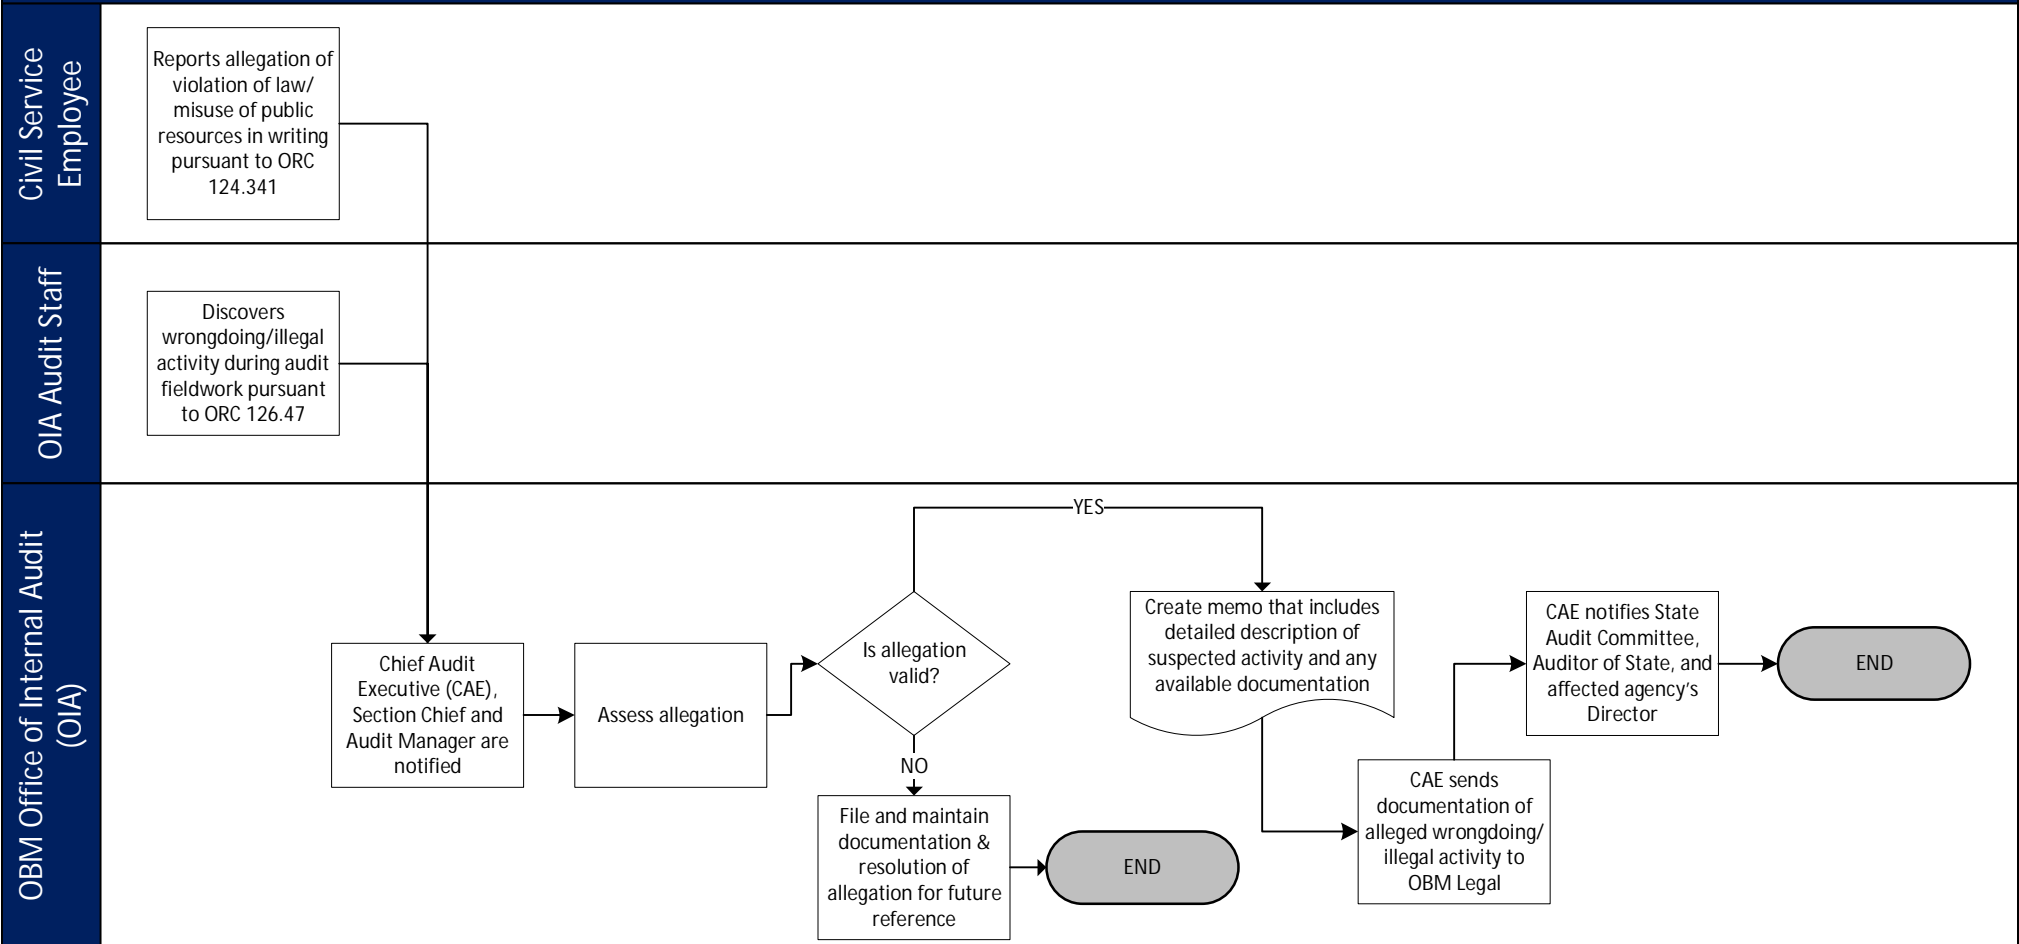 Civil Service
Employee
Reports allegation of
violation of law/
misuse of public
resources in writing
pursuant to ORC
124.341
OIA Audit Staff
Discovers
wrongdoing/illegal
activity during audit
fieldwork pursuant
to ORC 126.47
OBM Office of Internal Audit
(OIA)
Chief Audit
Executive (CAE),
Section Chief and
Audit Manager are
notified
Assess allegation
Is allegation
valid?
YES
NO
File and maintain
documentation &
resolution of
allegation for future
reference
END
Create memo that includes
detailed description of
suspected activity and any
available documentation
CAE sends
documentation of
alleged wrongdoing/
illegal activity to
OBM Legal
CAE notifies State
Audit Committee,
Auditor of State, and
affected agency's
Director
END